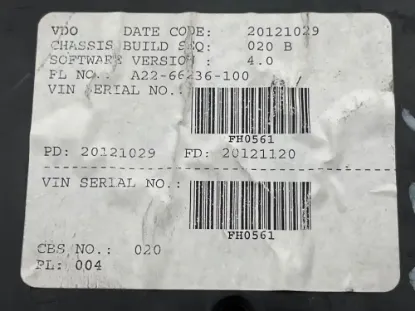 VDO DATE CODE: 20121029
CHASSIS BUILD SEQ: 020 B
SOFTWARE VERSION : 4.0
FL NO.: A22-66236-100
VIN SERIAL NO.:
FH0561
PD: 20121029 FD: 20121120
VIN SERIAL NO.:
FH0561
CBS NO.: 020
PL: 004